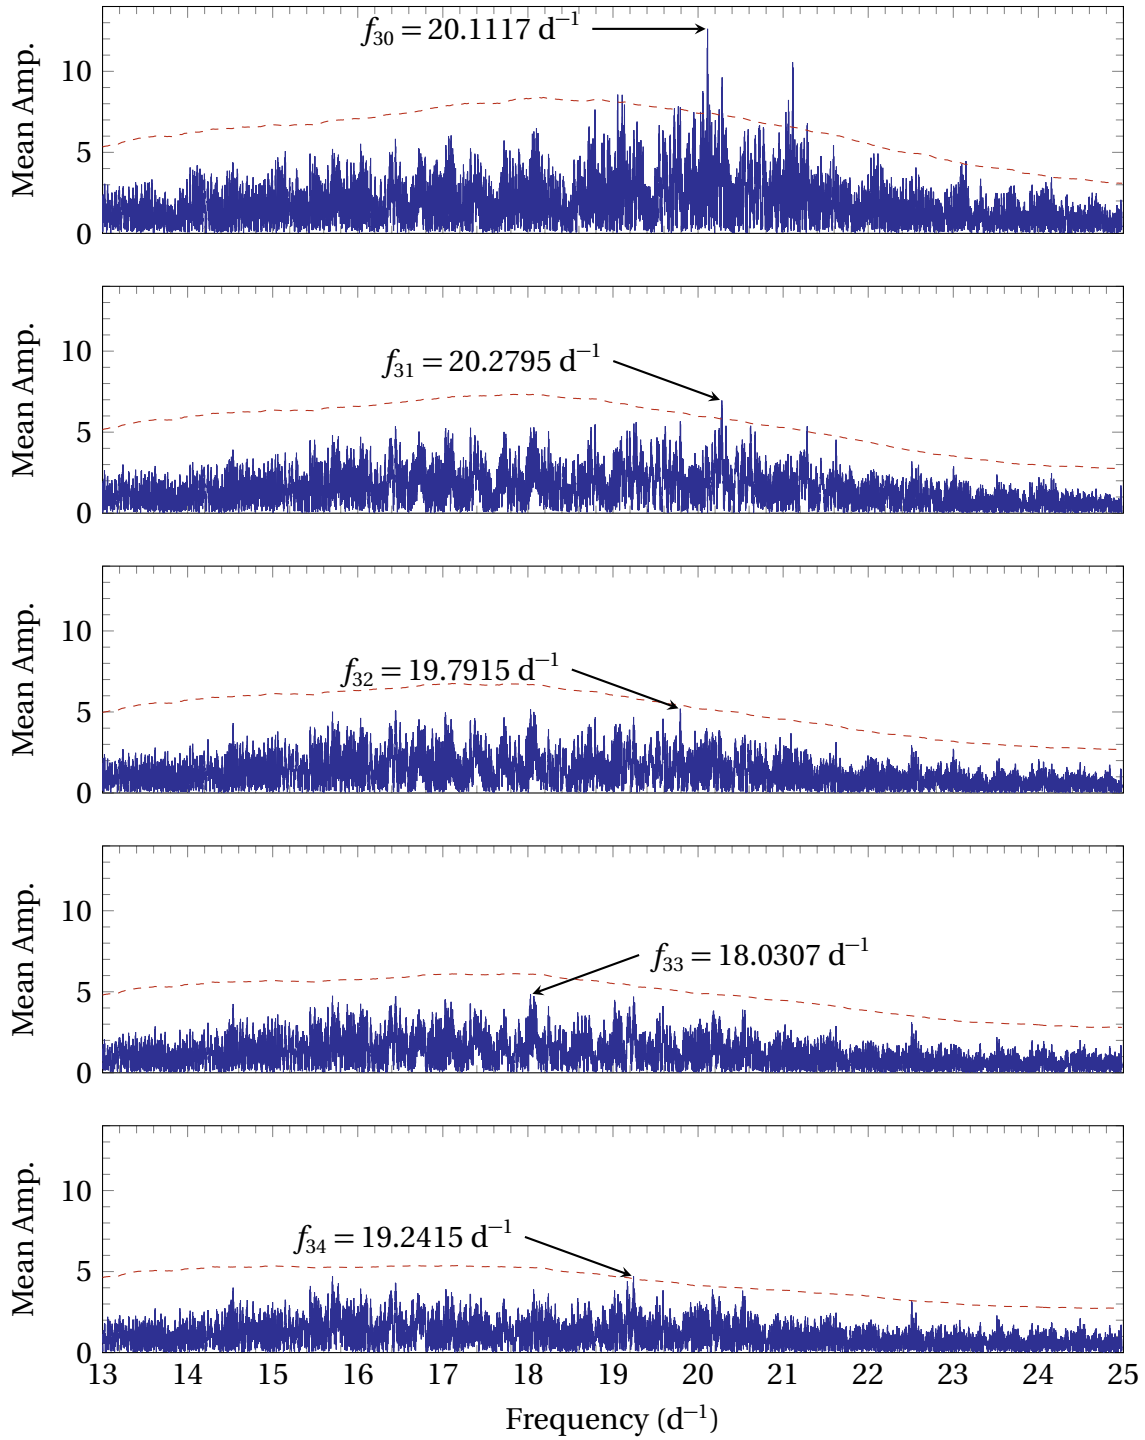 Mean Amp.
10
5
0
f30 = 20.1117 d−1
Mean Amp.
10
5
0
f31 = 20.2795 d−1
Mean Amp.
10
5
0
f32 = 19.7915 d−1
Mean Amp.
10
5
0
f33 = 18.0307 d−1
Mean Amp.
10
5
0
f34 = 19.2415 d−1
13 14 15 16 17 18 19 20 21 22 23 24 25
Frequency (d−1)